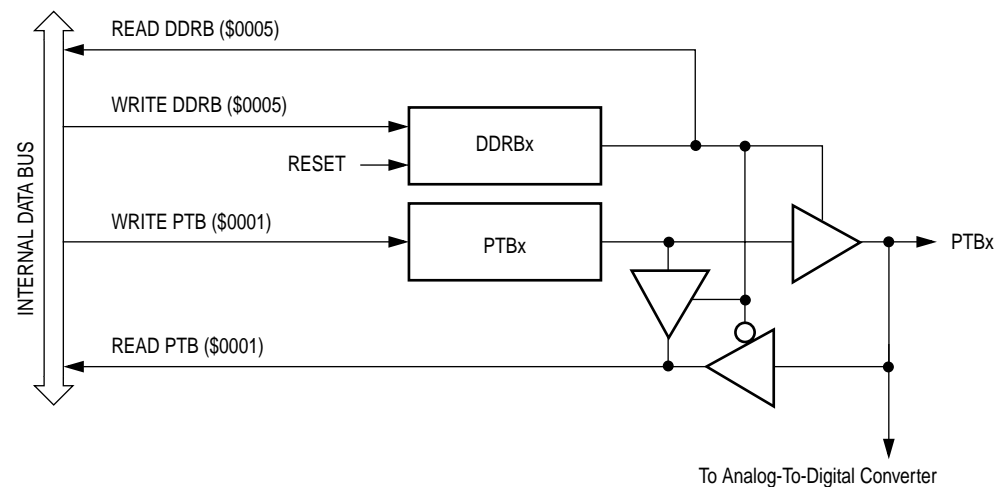 READ DDRB ($0005)
WRITE DDRB ($0005)
DDRBx
RESET
INTERNAL DATA BUS
WRITE PTB ($0001)
PTBx
PTBx
READ PTB ($0001)
To Analog-To-Digital Converter